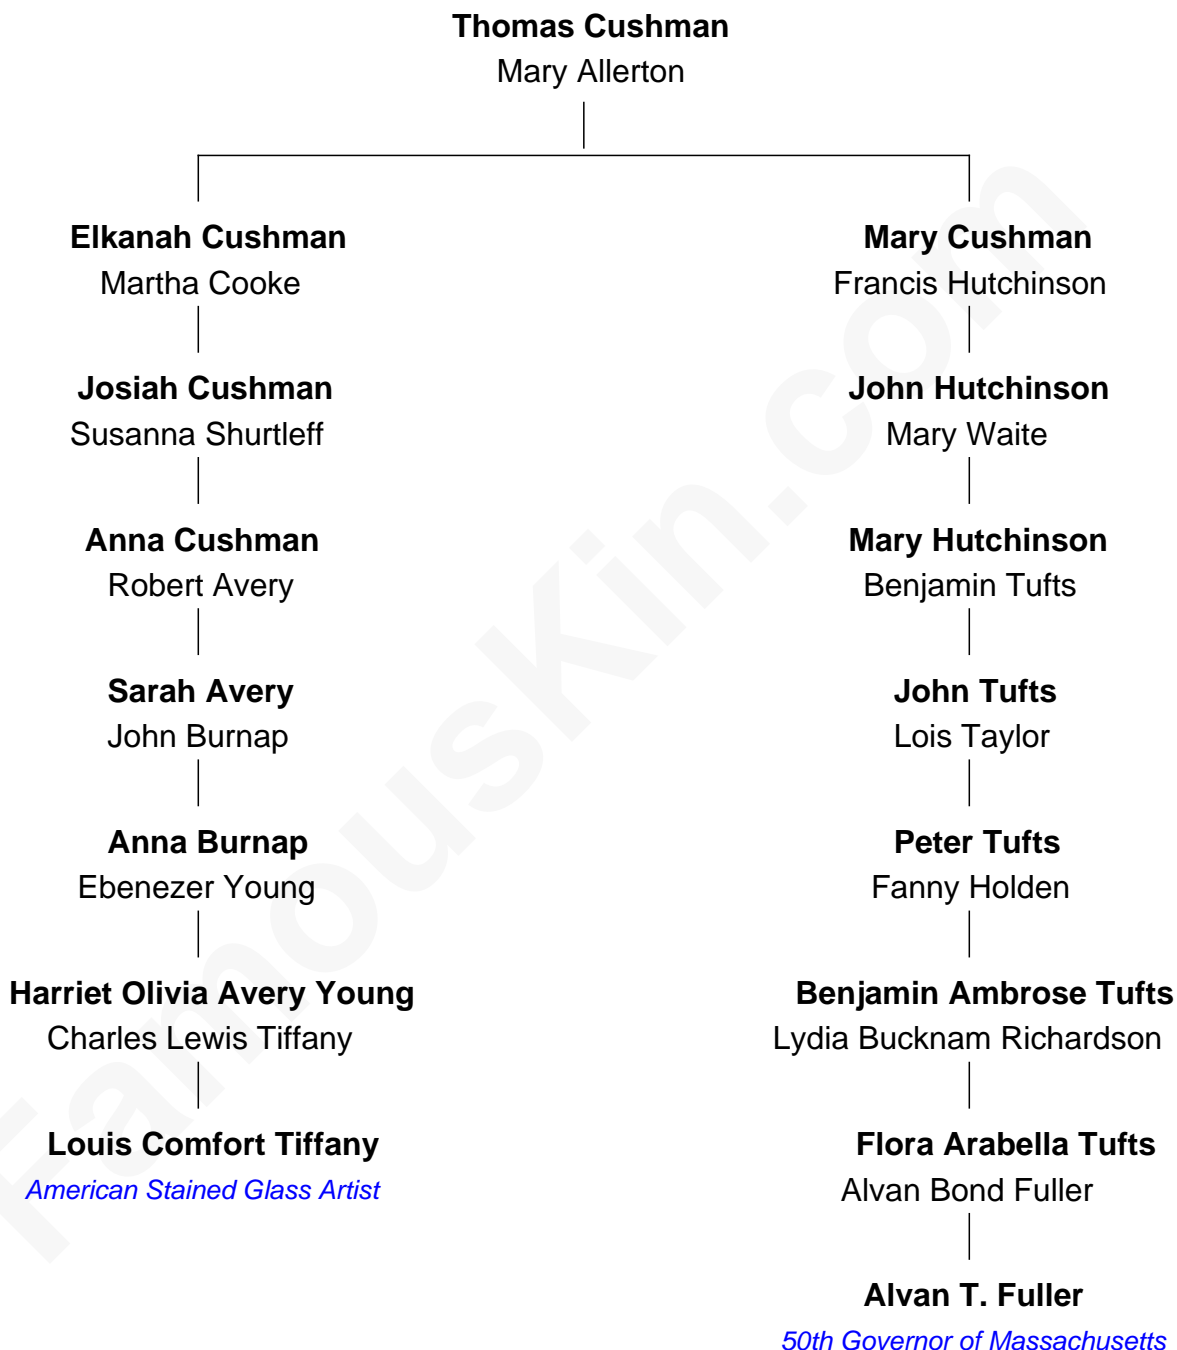 Thomas Cushman
Mary Allerton
Elkanah Cushman
Martha Cooke
Mary Cushman
Francis Hutchinson
Josiah Cushman
Susanna Shurtleff
John Hutchinson
Mary Waite
Anna Cushman
Robert Avery
Mary Hutchinson
Benjamin Tufts
Sarah Avery
John Burnap
John Tufts
Lois Taylor
Anna Burnap
Ebenezer Young
Peter Tufts
Fanny Holden
Harriet Olivia Avery Young
Charles Lewis Tiffany
Benjamin Ambrose Tufts
Lydia Bucknam Richardson
Louis Comfort Tiffany
American Stained Glass Artist
Flora Arabella Tufts
Alvan Bond Fuller
Alvan T. Fuller
50th Governor of Massachusetts
FamousKin.com